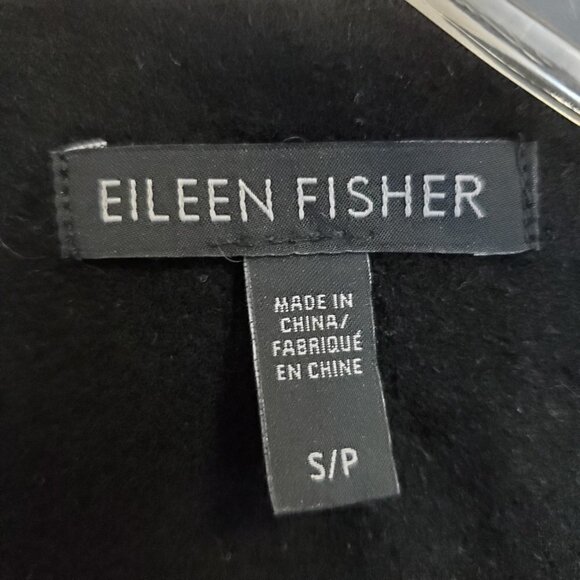 EILEEN FISHER
MADE IN
CHINA/
FABRIQUÉ
EN CHINE
S/P